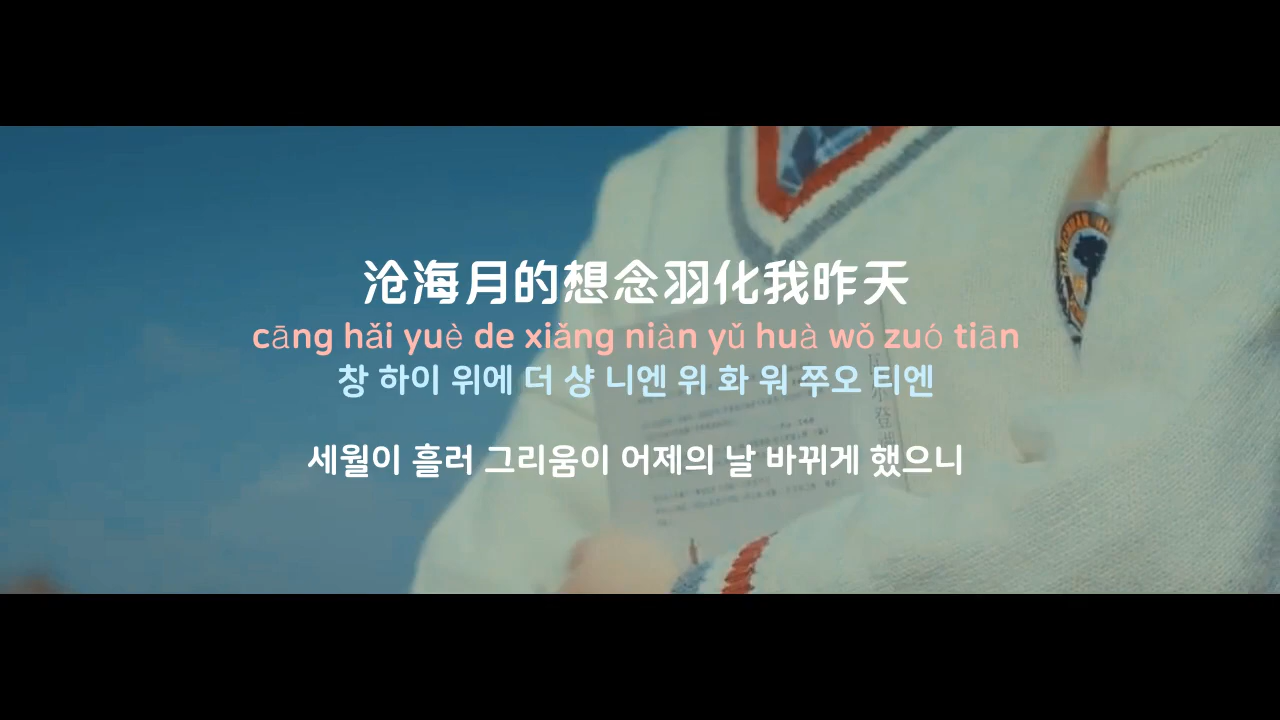 沧海月的想念羽化我昨天
cāng hǎi yuè de xiǎng niàn yǔ huà wǒ zuó tiān
창 하이 위에 더 샹 니엔 위 화 워 쭈오 티엔
세월이 흘러 그리움이 어제의 날 바뀌게 했으니